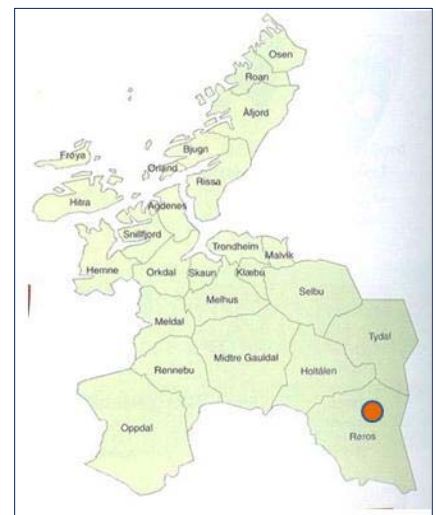 Osen
Roan
Åfjord
Bjugn
Frøya
Ørland
Rissa
Hitra
Agdenes
Snillfjord
Trondheim
Malvik
Hemne
Orkdal
Skaun
Klæbu
Selbu
Melhus
Meldal
Tydal
Midtre Gauldal
Rennebu
Holtålen
Oppdal
Røros